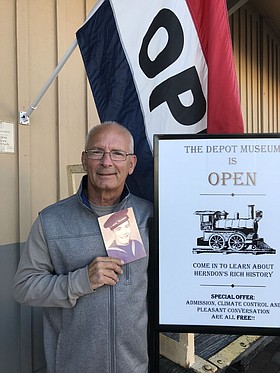 OP
THE DEPOT MUSEUM
IS
OPEN
COME IN TO LEARN ABOUT
HERNDON'S RICH HISTORY
SPECIAL OFFER:
ADMISSION, CLIMATE CONTROL AND
PLEASANT CONVERSATION
ARE ALL FREE!!